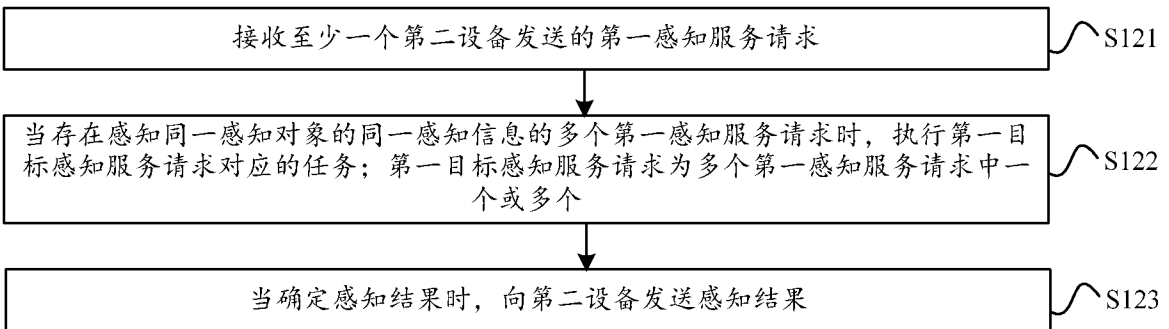 接收至少一个第二设备发送的第一感知服务请求
S121
当存在感知同一感知对象的同一感知信息的多个第一感知服务请求时，执行第一目
标感知服务请求对应的任务；第一目标感知服务请求为多个第一感知服务请求中一
个或多个
S122
当确定感知结果时，向第二设备发送感知结果
S123